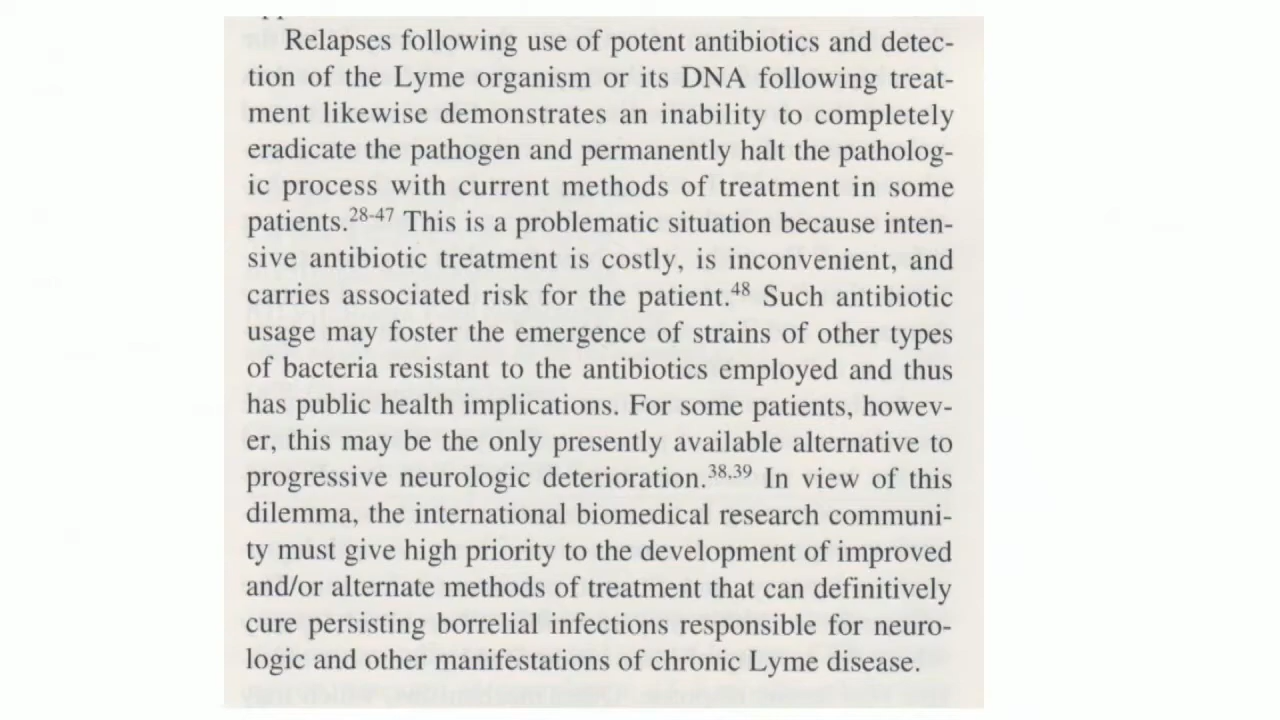 Relapses following use of potent antibiotics and detec-
tion of the Lyme organism or its DNA following treat-
ment likewise demonstrates an inability to completely
eradicate the pathogen and permanently halt the patholog-
ic process with current methods of treatment in some
patients.28-47 This is a problematic situation because inten-
sive antibiotic treatment is costly, is inconvenient, and
carries associated risk for the patient.48 Such antibiotic
usage may foster the emergence of strains of other types
of bacteria resistant to the antibiotics employed and thus
has public health implications. For some patients, howev-
er, this may be the only presently available alternative to
progressive neurologic deterioration.38,39 In view of this
dilemma, the international biomedical research communi-
ty must give high priority to the development of improved
and/or alternate methods of treatment that can definitively
cure persisting borrelial infections responsible for neuro-
logic and other manifestations of chronic Lyme disease.